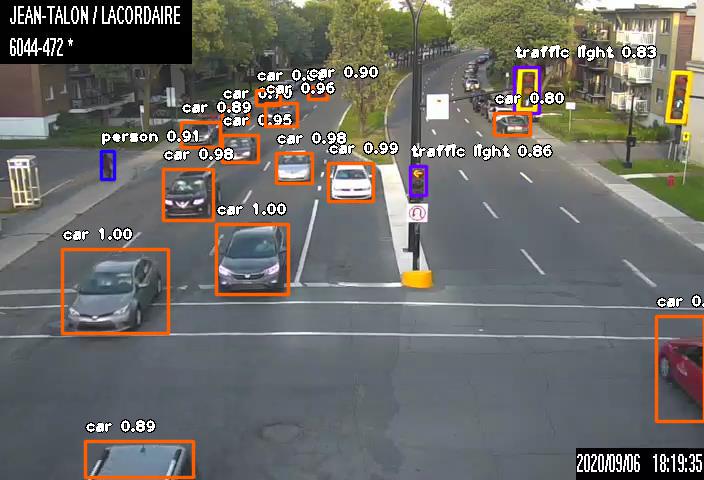 JEAN-TALON / LACORDAIRE
6044-472 *
traffic light 0.83
car 0.90
car 0.96
car 0.80
car 0.89
car 0.95
person 0.91
car 0.98
car 0.98
car 0.99
traffic light 0.86
car 1.00
car 1.00
car 0.
car 0.89
2020/09/06 18:19:35